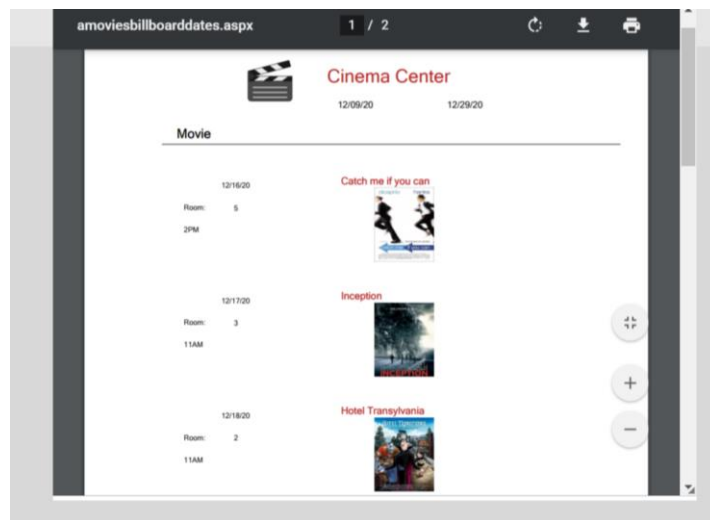 amoviesbillboarddates.aspx 1 / 2
Cinema Center
12/09/20 12/29/20
Movie
12/16/20 Catch me if you can
Room: 5
2PM
12/17/20 Inception
Room: 3
11AM
INCEPTION
12/18/20 Hotel Transylvania
Room: 2
11AM